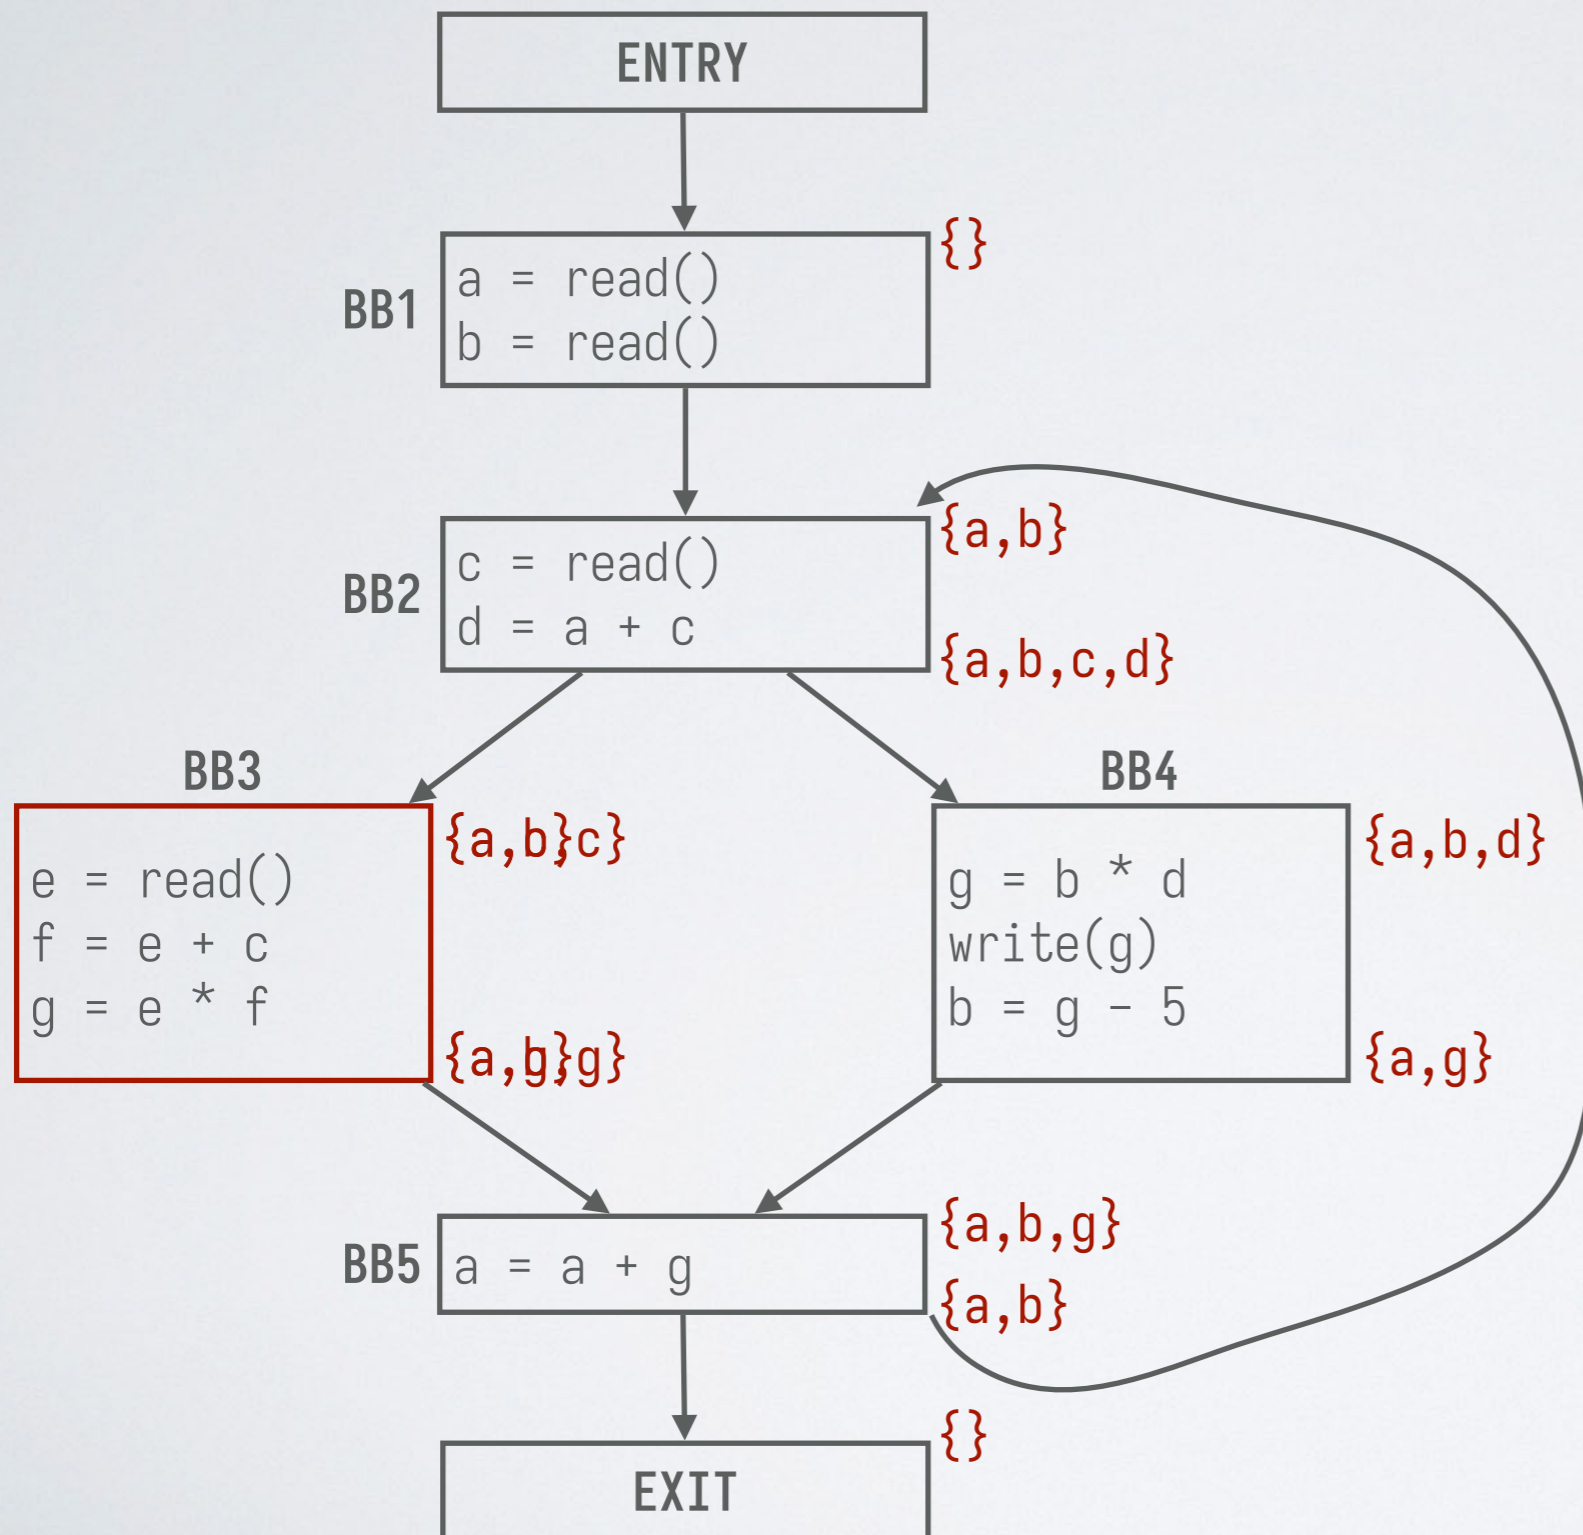 ENTRY
{}
BB1
a = read()
b = read()
{a,b}
BB2
c = read()
d = a + c
{a,b,c,d}
BB3
{a,b}c}
e = read()
f = e + c
g = e * f
BB4
{a,b,d}
g = b * d
write(g)
b = g - 5
{a,g}
{a,b,g}
BB5
a = a + g
{a,b}
{}
EXIT